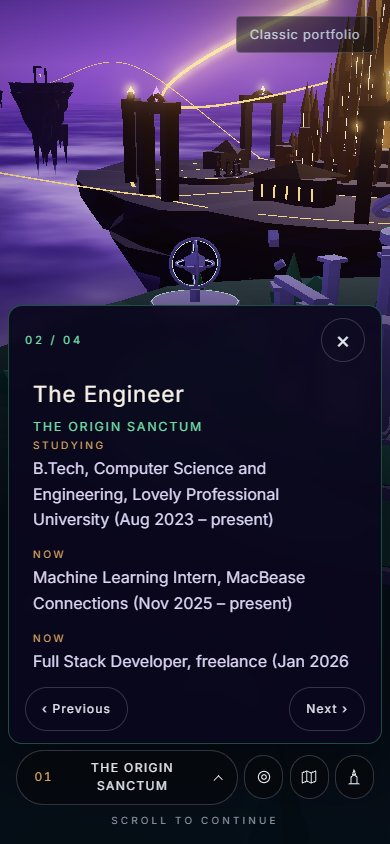 Classic portfolio
02 / 04
×
The Engineer
THE ORIGIN SANCTUM
STUDYING
B.Tech, Computer Science and
Engineering, Lovely Professional
University (Aug 2023 – present)
NOW
Machine Learning Intern, MacBease
Connections (Nov 2025 – present)
NOW
Full Stack Developer, freelance (Jan 2026
‹ Previous
Next ›
01
THE ORIGIN
SANCTUM
SCROLL TO CONTINUE